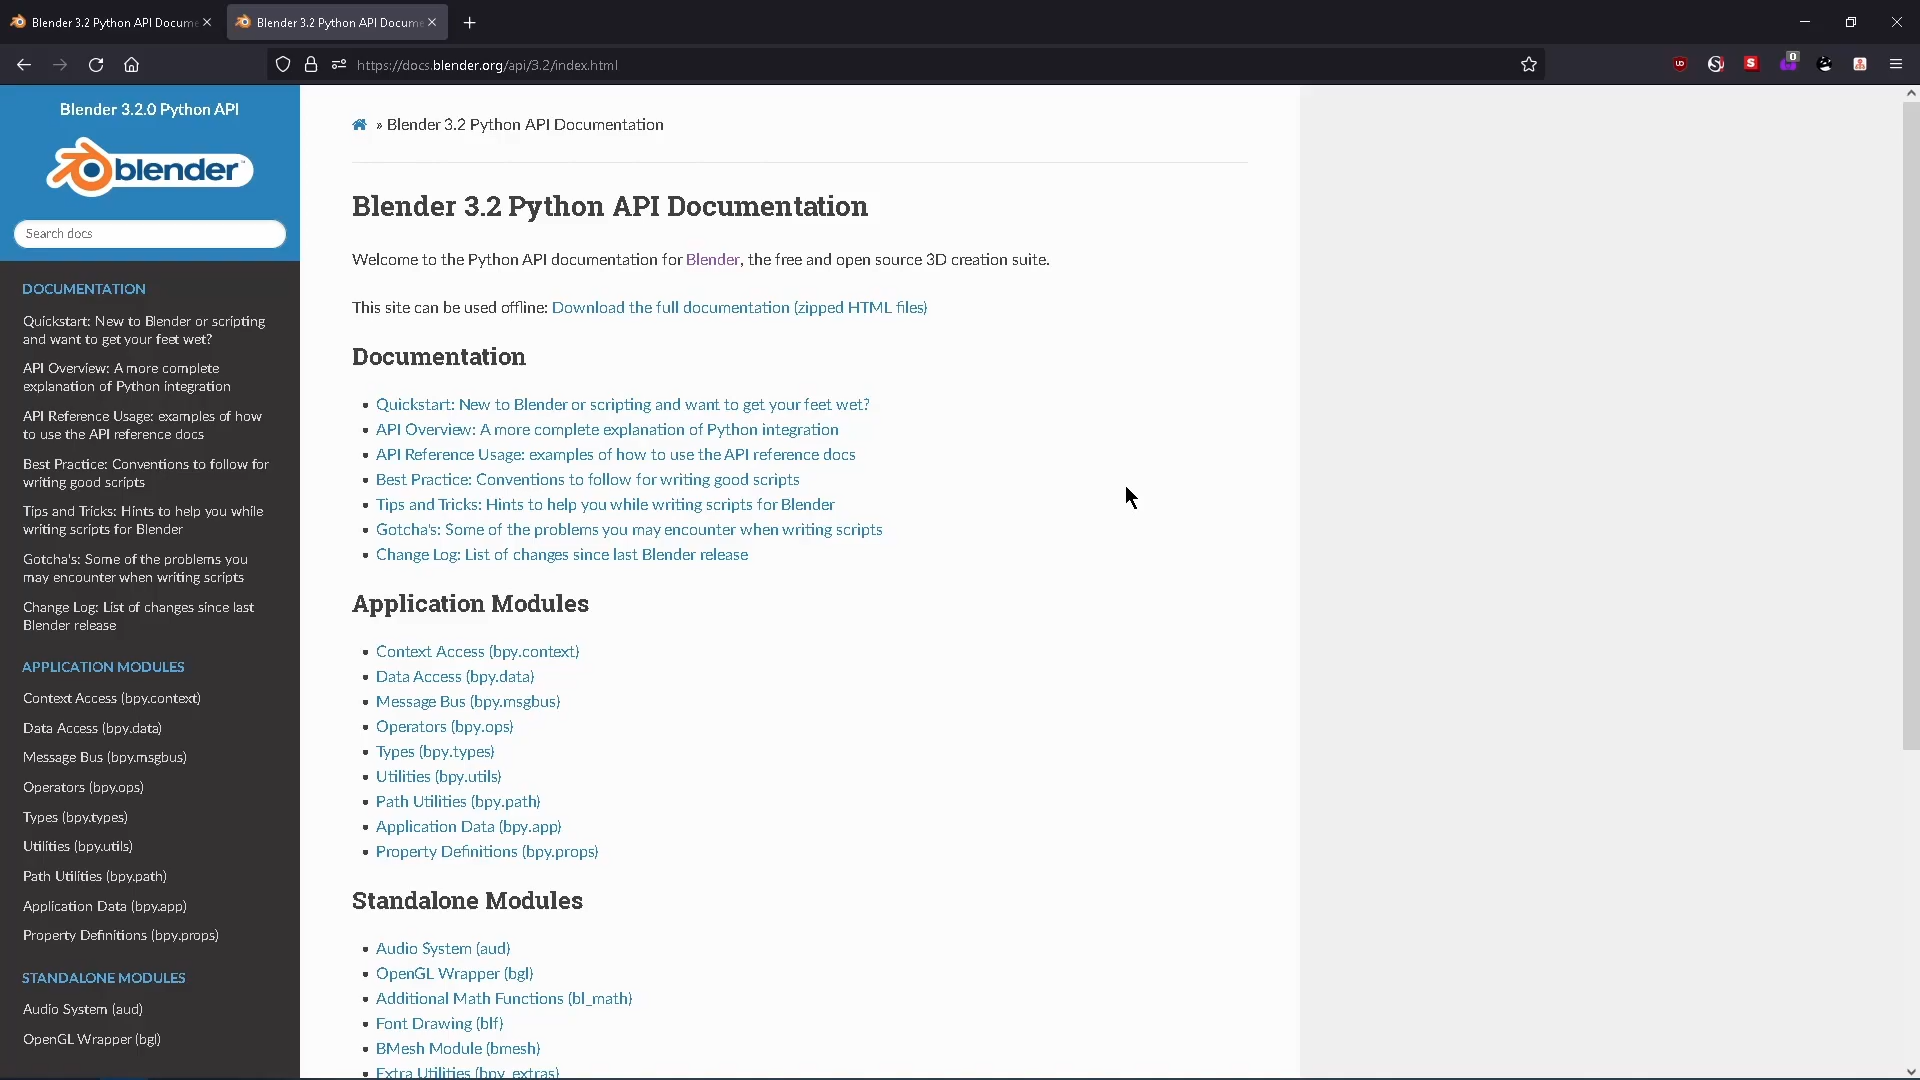 Blender 3.2 Python API Docum
Blender 3.2 Python API Docume
https://docs.blender.org/api/3.2/index.html
0
Blender 3.2.0 Python API
blender
Search docs
DOCUMENTATION
Quickstart: New to Blender or scripting
and want to get your feet wet?
API Overview: A more complete
explanation of Python integration
API Reference Usage: examples of how
to use the API reference docs
Best Practice: Conventions to follow for
writing good scripts
Tips and Tricks: Hints to help you while
writing scripts for Blender
Gotcha's: Some of the problems you
may encounter when writing scripts
Change Log: List of changes since last
Blender release
APPLICATION MODULES
Context Access (bpy.context)
Data Access (bpy.data)
Message Bus (bpy.msgbus)
Operators (bpy.ops)
Types (bpy.types)
Utilities (bpy.utils)
Path Utilities (bpy.path)
Application Data (bpy.app)
Property Definitions (bpy.props)
STANDALONE MODULES
Audio System (aud)
OpenGL Wrapper (bgl)
» Blender 3.2 Python API Documentation
Blender 3.2 Python API Documentation
Welcome to the Python API documentation for Blender, the free and open source 3D creation suite.
This site can be used offline: Download the full documentation (zipped HTML files)
Documentation
• Quickstart: New to Blender or scripting and want to get your feet wet?
• API Overview: A more complete explanation of Python integration
• API Reference Usage: examples of how to use the API reference docs
• Best Practice: Conventions to follow for writing good scripts
• Tips and Tricks: Hints to help you while writing scripts for Blender
• Gotcha's: Some of the problems you may encounter when writing scripts
• Change Log: List of changes since last Blender release
Application Modules
• Context Access (bpy.context)
• Data Access (bpy.data)
• Message Bus (bpy.msgbus)
• Operators (bpy.ops)
• Types (bpy.types)
• Utilities (bpy.utils)
• Path Utilities (bpy.path)
• Application Data (bpy.app)
• Property Definitions (bpy.props)
Standalone Modules
• Audio System (aud)
• OpenGL Wrapper (bgl)
• Additional Math Functions (bl_math)
• Font Drawing (blf)
• BMesh Module (bmesh)
• Extra Utilities (bpy_extras)